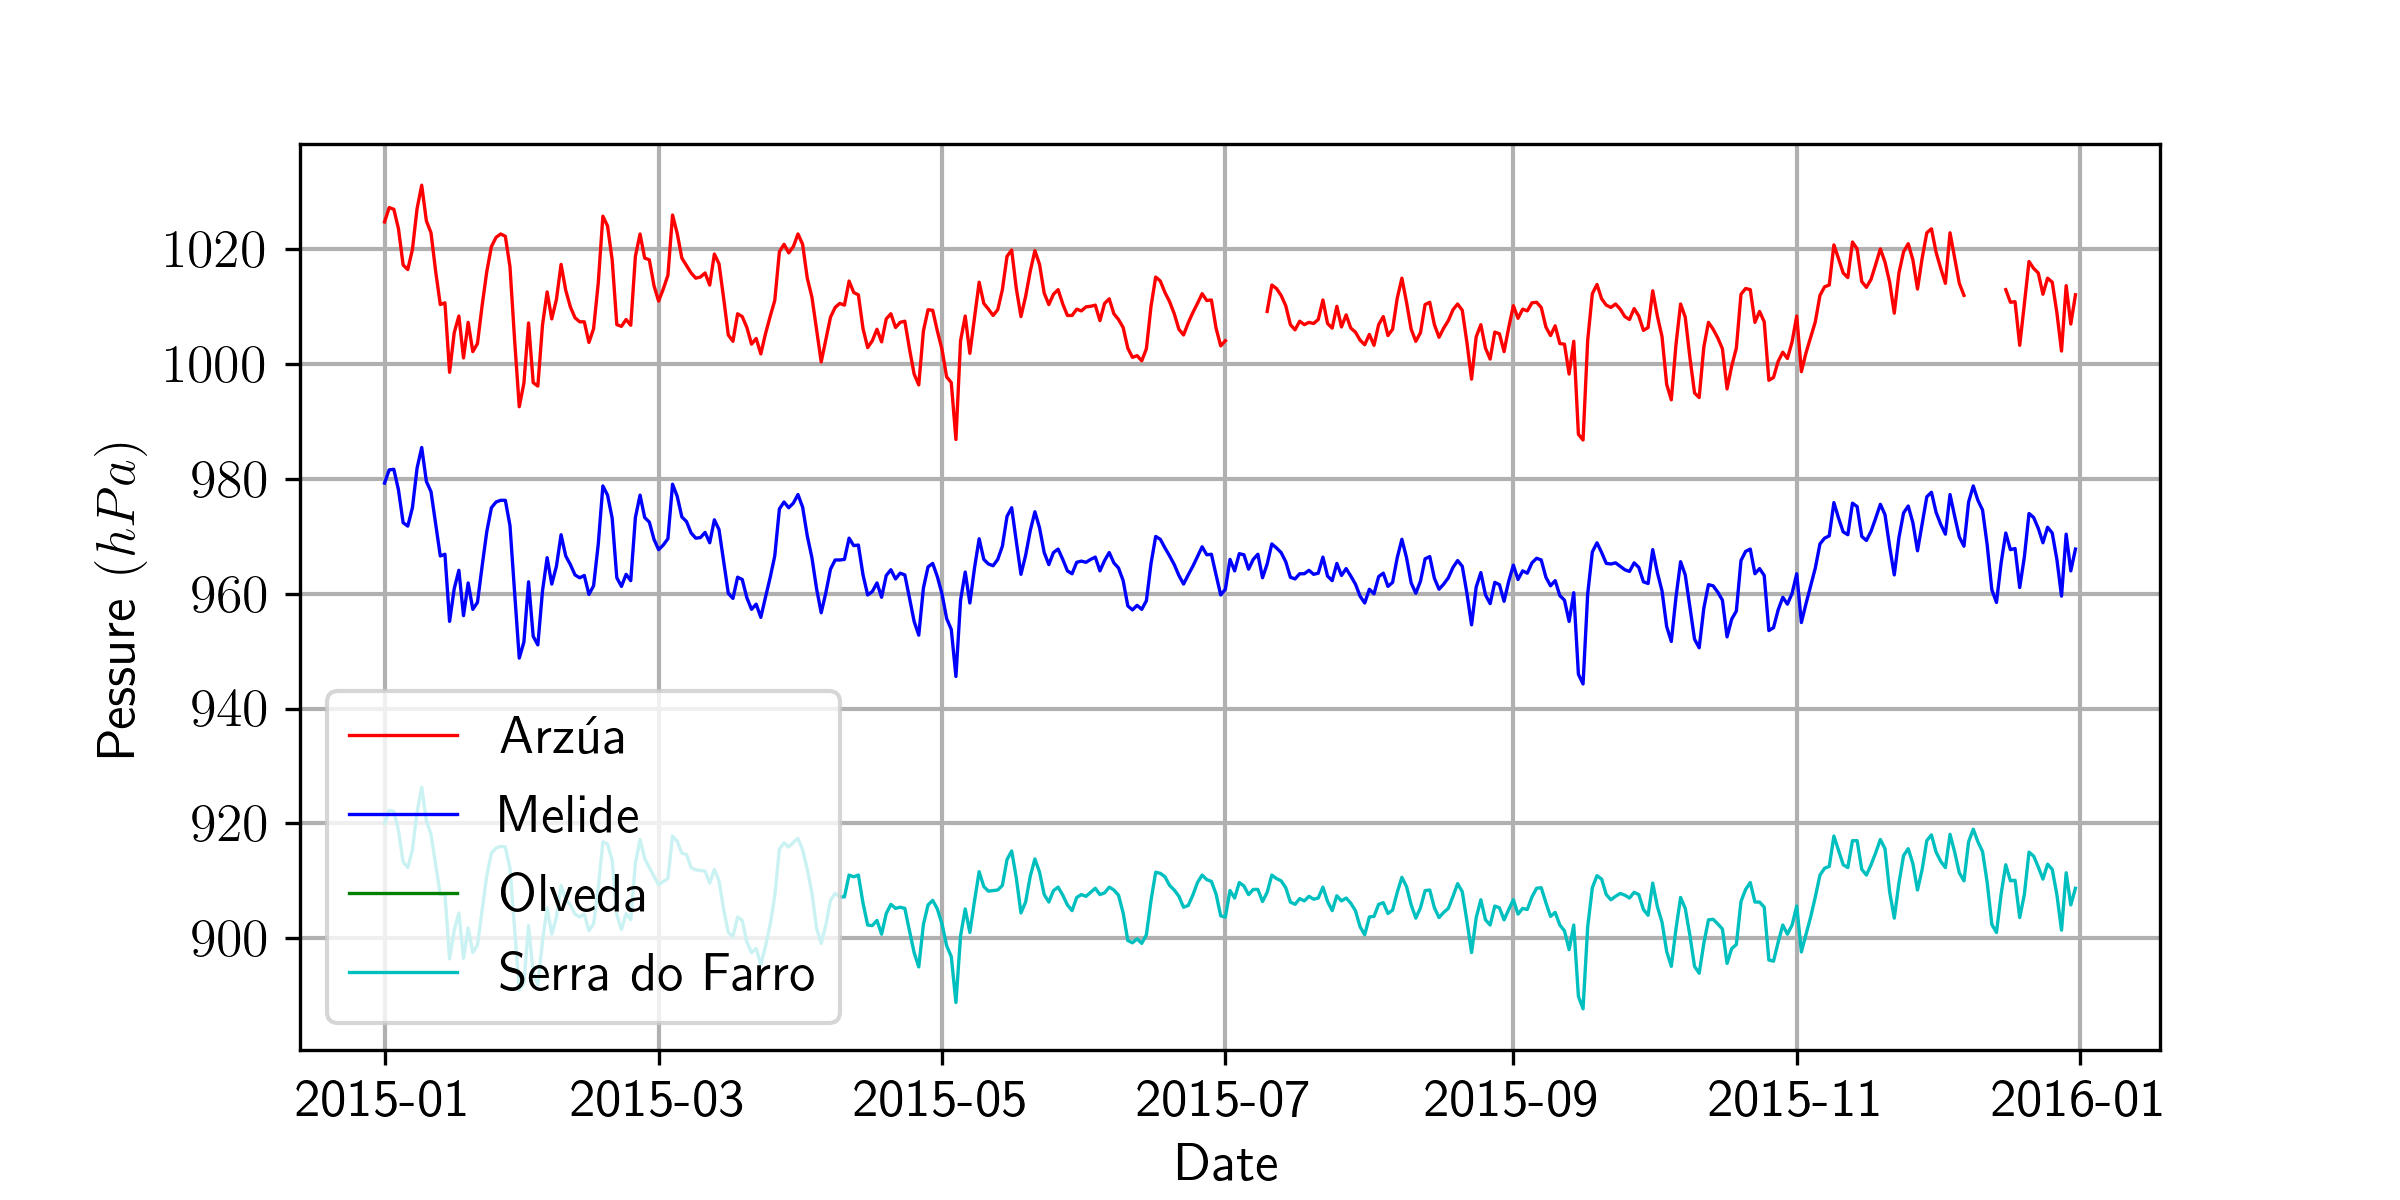 Pessure (hPa)
1020
1000
980
960
940
920
900
Arzúa
Melide
Olveda
Serra do Farro
2015-01 2015-03 2015-05 2015-07 2015-09 2015-11 2016-01
Date